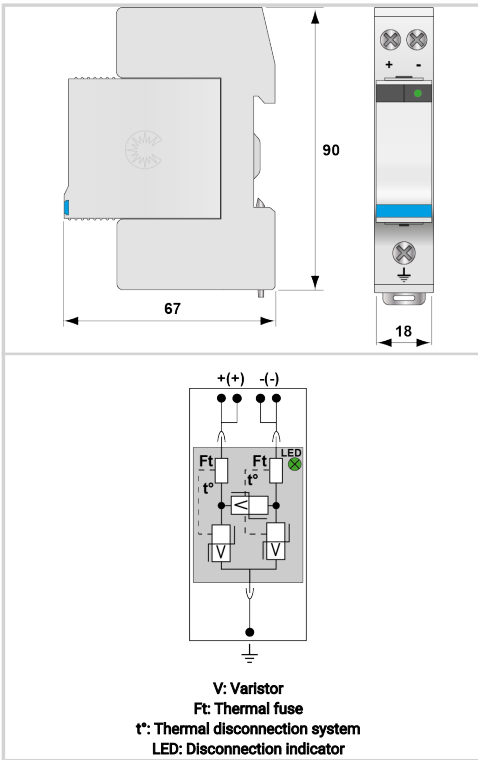 + -
90
67
18
+(+) -(-)
Ft Ft LED
t° t°
V
V V
V: Varistor
Ft: Thermal fuse
t°: Thermal disconnection system
LED: Disconnection indicator